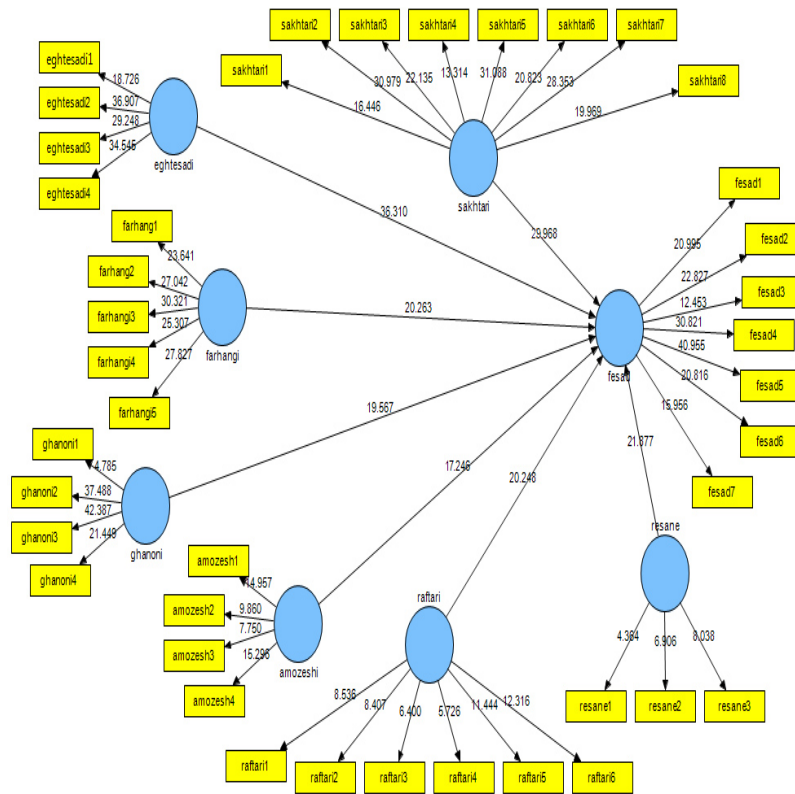 sakhtari2
sakhtari3
sakhtari4
sakhtari5
sakhtari6
sakhtari7
eghtesadi1
sakhtari1
sakhtari8
18.726
30.979
22.135
13.314
31.088
20.823
28.353
eghtesadi2
36.907
16.446
19.969
29.248
eghtesadi3
34.545
eghtesadi
eghtesadi4
sakhtari
fesad1
farhang1
36.310
29.968
fesad2
23.641
20.995
farhang2
27.042
22.827
fesad3
farhangi3
30.321
20.263
12.453
25.307
30.821
fesad4
farhangi4
27.827
farhangi
40.955
fesad
fesad5
farhangi5
20.816
15.956
19.567
fesad6
ghanoni1
21.877
4.785
17.246
20.248
fesad7
ghanoni2
37.488
42.387
ghanoni3
21.449
resane
ghanoni
ghanoni4
amozesh1
14.957
raftari
amozesh2
9.860
7.750
4.364
6.906
8.038
amozesh3
15.296
amozeshi
amozesh4
8.536
8.407
6.400
5.726
11.444
12.316
resane1
resane2
resane3
raftari1
raftari2
raftari3
raftari4
raftari5
raftari6